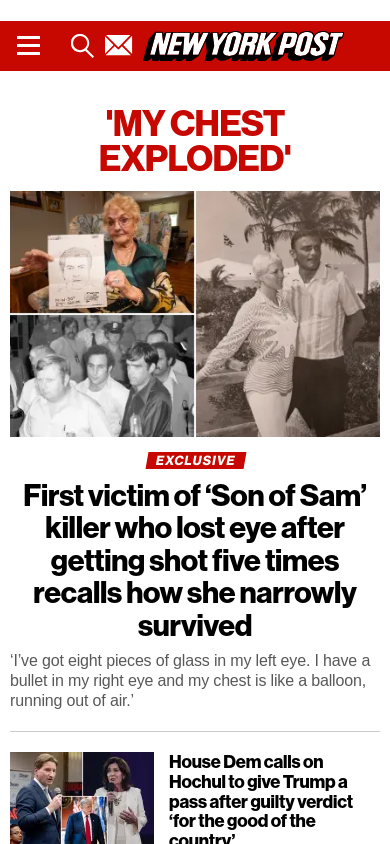 NEW YORK POST
'MY CHEST
EXPLODED'
EXCLUSIVE
First victim of ‘Son of Sam’
killer who lost eye after
getting shot five times
recalls how she narrowly
survived
‘I’ve got eight pieces of glass in my left eye. I have a
bullet in my right eye and my chest is like a balloon,
running out of air.’
House Dem calls on
Hochul to give Trump a
pass after guilty verdict
‘for the good of the
country’